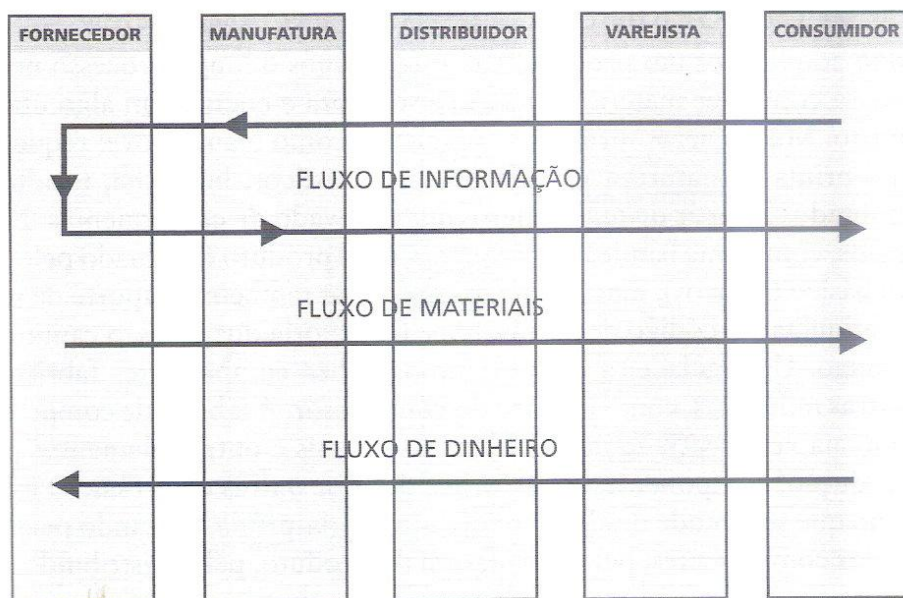 FORNECEDOR MANUFATURA DISTRIBUIDOR VAREJISTA CONSUMIDOR
FLUXO DE INFORMAÇÃO
FLUXO DE MATERIAIS
FLUXO DE DINHEIRO